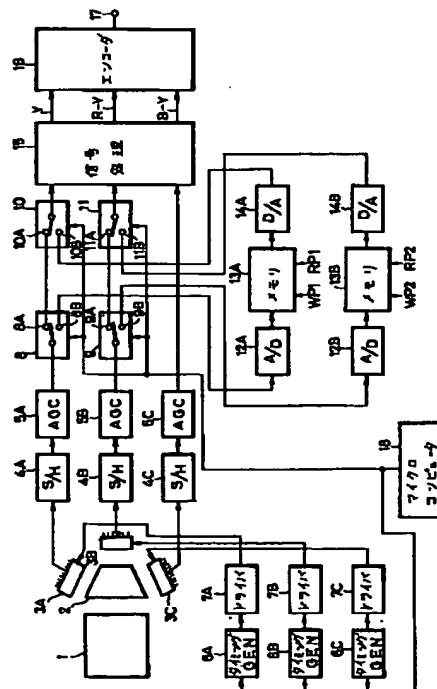 17
16
エンコーダ
Y
R-Y
B-Y
15
信号
処理
10
11
10A
10B
11A
11B
14A
D/A
14B
D/A
13A
メモリ
13B
メモリ
WP1
RP1
WP2
RP2
8
8A
8B
9
9A
9B
12A
A/D
12B
A/D
5A
AGC
5B
AGC
5C
AGC
4A
S/H
4B
S/H
4C
S/H
18
マイクロ
コンピュータ
3A
3B
3C
2
1
7A
ドライバ
7B
ドライバ
7C
ドライバ
6A
タイミング
GEN
6B
タイミング
GEN
6C
タイミング
GEN